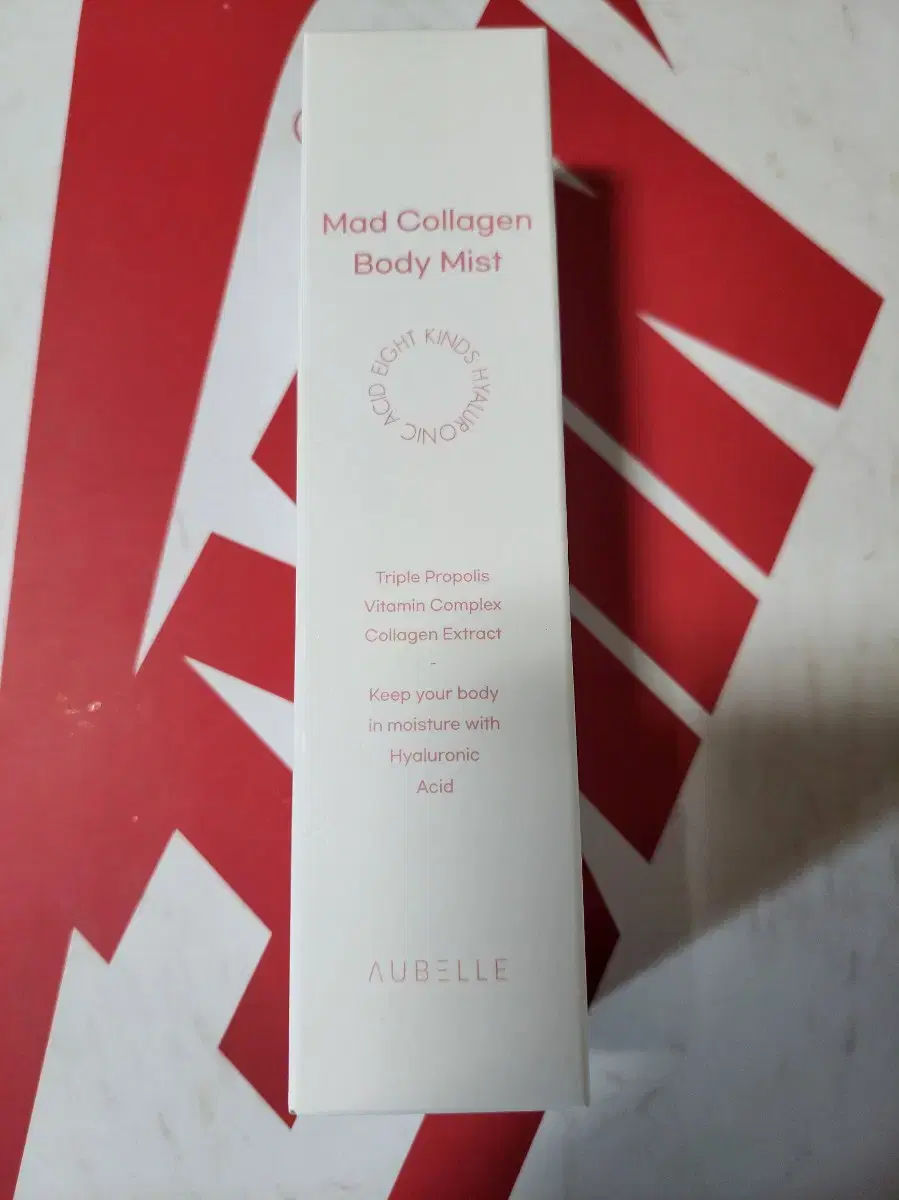 Mad Collagen
Body Mist
EIGHT KINDS HYALURONIC ACID
Triple Propolis
Vitamin Complex
Collagen Extract
-
Keep your body
in moisture with
Hyaluronic
Acid
AUBELLE